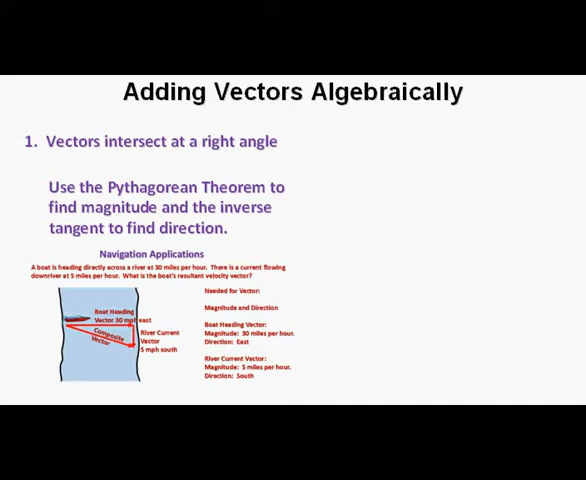 Adding Vectors Algebraically
1. Vectors intersect at a right angle
Use the Pythagorean Theorem to
find magnitude and the inverse
tangent to find direction.
Navigation Applications
A boat is heading directly across a river at 30 miles per hour. There is a current flowing
downriver at 5 miles per hour. What is the boat's resultant velocity vector?
Boat Heading
Vector 30 mph east
Composite
Vector
River Current
Vector
5 mph south
Needed for Vector:
Magnitude and Direction
Boat Heading Vector:
Magnitude: 30 miles per hour.
Direction: East
River Current Vector:
Magnitude: 5 miles per hour.
Direction: South